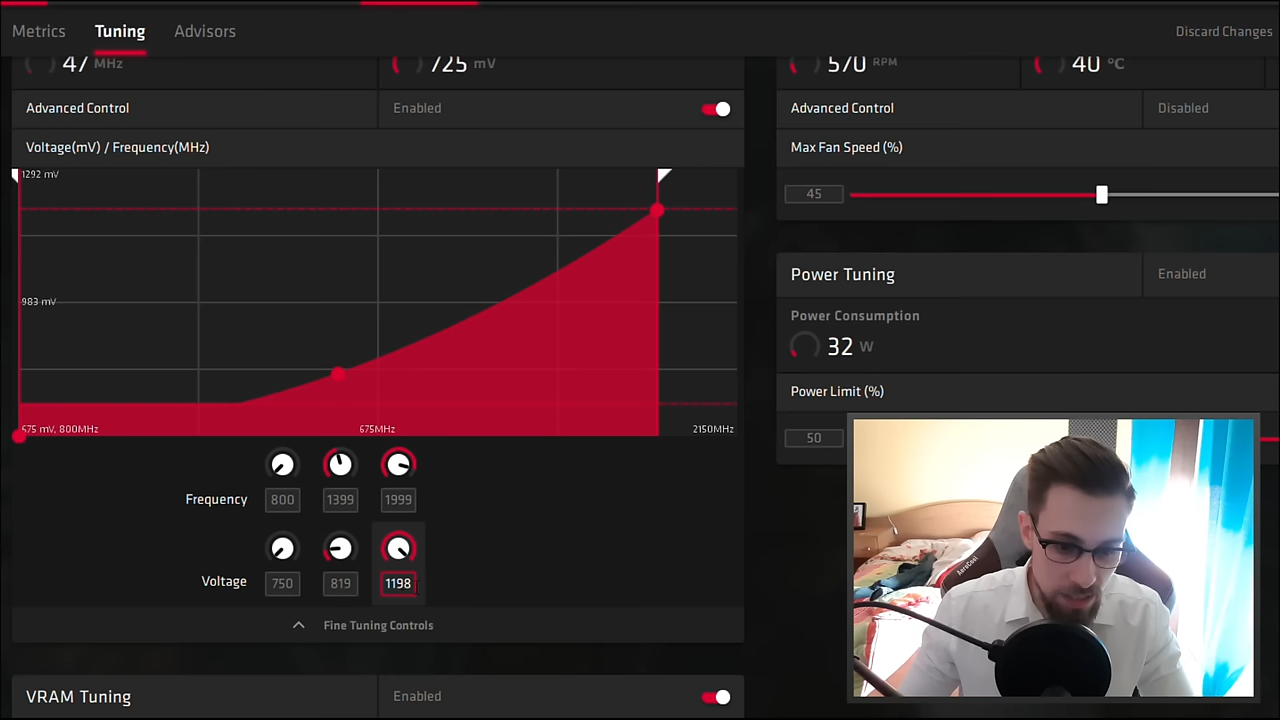 Metrics
Tuning
Advisors
Discard Changes
47 MHz
725 mV
570 RPM
40 °C
Advanced Control
Enabled
Advanced Control
Disabled
Voltage(mV) / Frequency(MHz)
Max Fan Speed (%)
1292 mV
45
983 mV
Power Tuning
Enabled
Power Consumption
32 W
Power Limit (%)
575 mV, 800MHz
675MHz
2150MHz
50
Frequency
800
1399
1999
Voltage
750
819
1198
Fine Tuning Controls
VRAM Tuning
Enabled
AeroCool